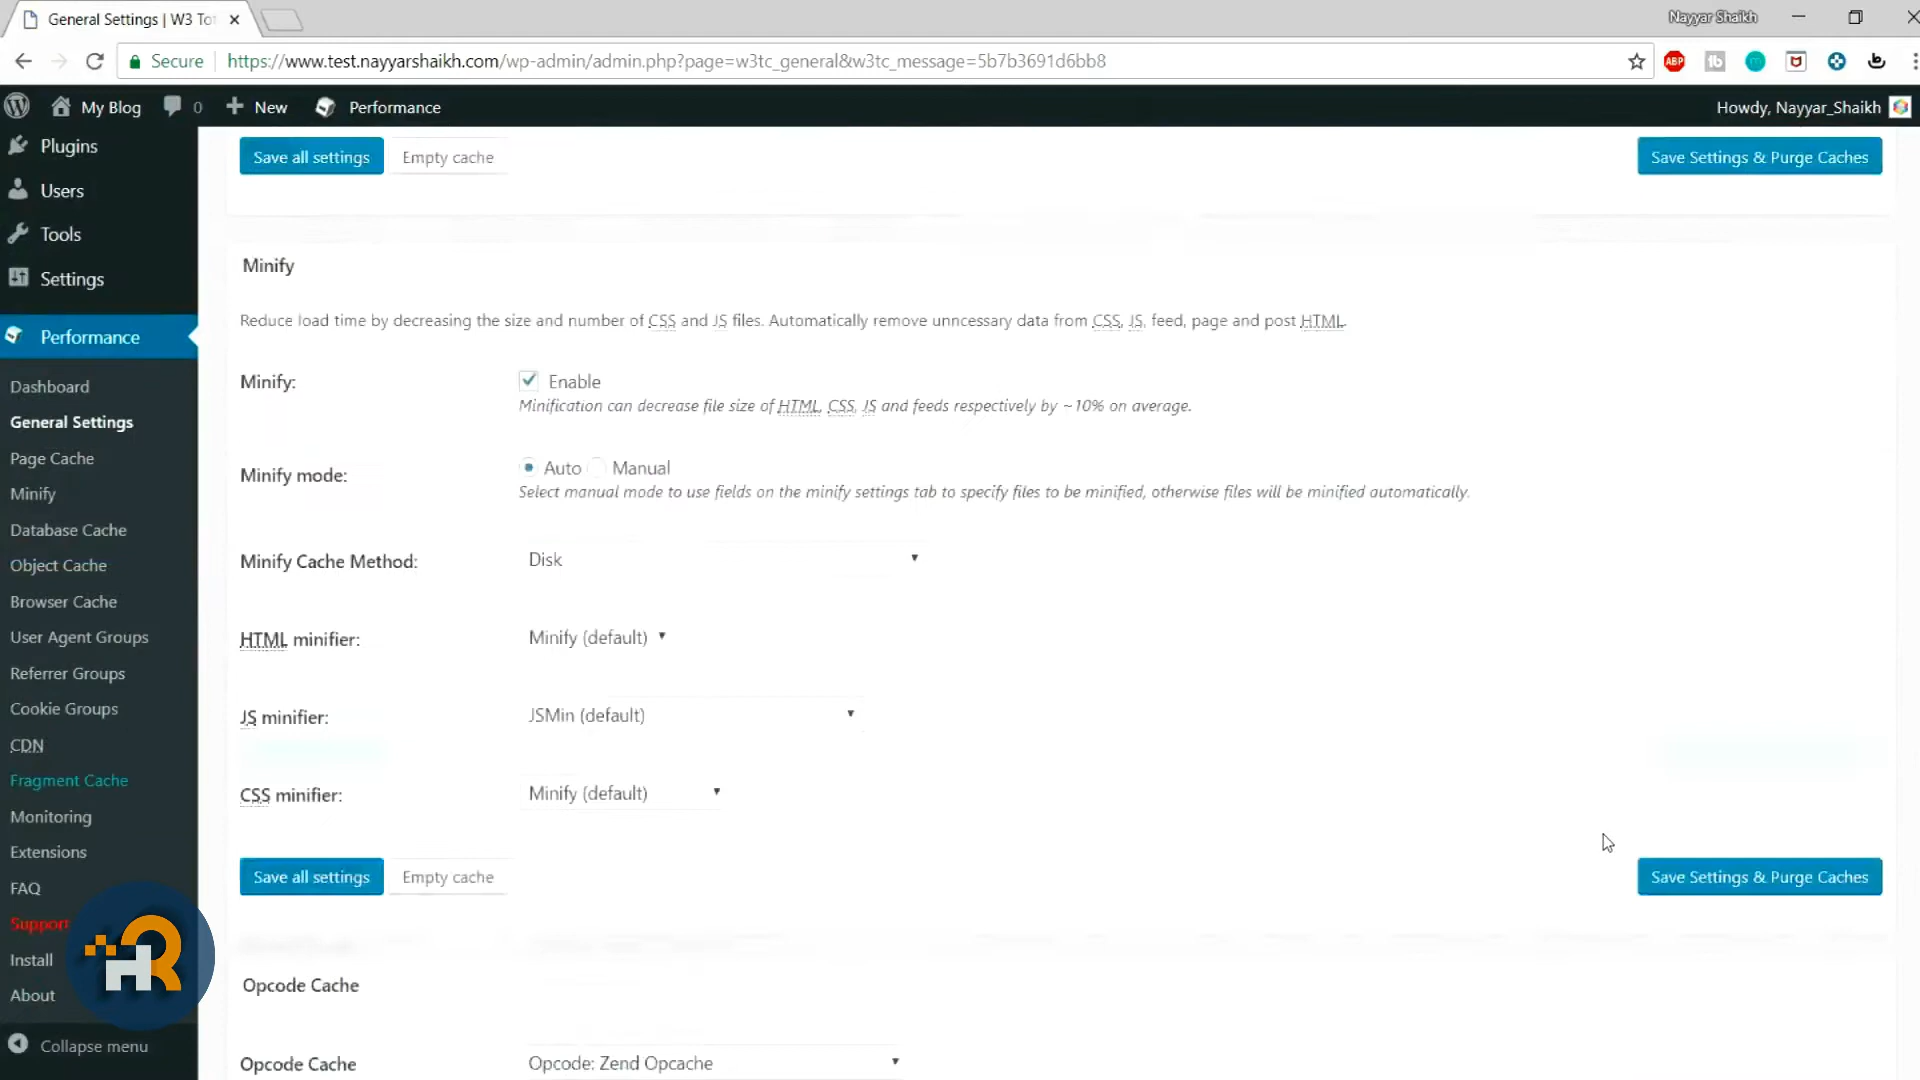 General Settings | W3 Tot
Nayyar Shaikh
Secure https://www.test.nayyarshaikh.com/wp-admin/admin.php?page=w3tc_general&w3tc_message=5b7b3691d6bb8
ABP
My Blog 0 New Performance
Howdy, Nayyar_Shaikh
Plugins
Users
Tools
Settings
Performance
Dashboard
General Settings
Page Cache
Minify
Database Cache
Object Cache
Browser Cache
User Agent Groups
Referrer Groups
Cookie Groups
CDN
Fragment Cache
Monitoring
Extensions
FAQ
Support
Install
About
Collapse menu
HR
Save all settings Empty cache Save Settings & Purge Caches
Minify
Reduce load time by decreasing the size and number of CSS and JS files. Automatically remove unncessary data from CSS, JS, feed, page and post HTML.
Minify: Enable
Minification can decrease file size of HTML, CSS, JS and feeds respectively by ~10% on average.
Minify mode: Auto Manual
Select manual mode to use fields on the minify settings tab to specify files to be minified, otherwise files will be minified automatically.
Minify Cache Method: Disk
HTML minifier: Minify (default)
JS minifier: JSMin (default)
CSS minifier: Minify (default)
Save all settings Empty cache Save Settings & Purge Caches
Opcode Cache
Opcode Cache Opcode: Zend Opcache